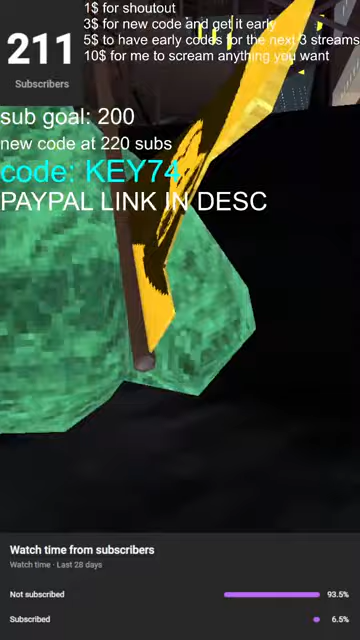 1$ for shoutout
3$ for new code and get it early
5$ to have early codes for the next 3 streams
10$ for me to scream anything you want
211
Subscribers
sub goal: 200
new code at 220 subs
code: KEY74
PAYPAL LINK IN DESC
Watch time from subscribers
Watch time · Last 28 days
Not subscribed 93.5%
Subscribed 6.5%